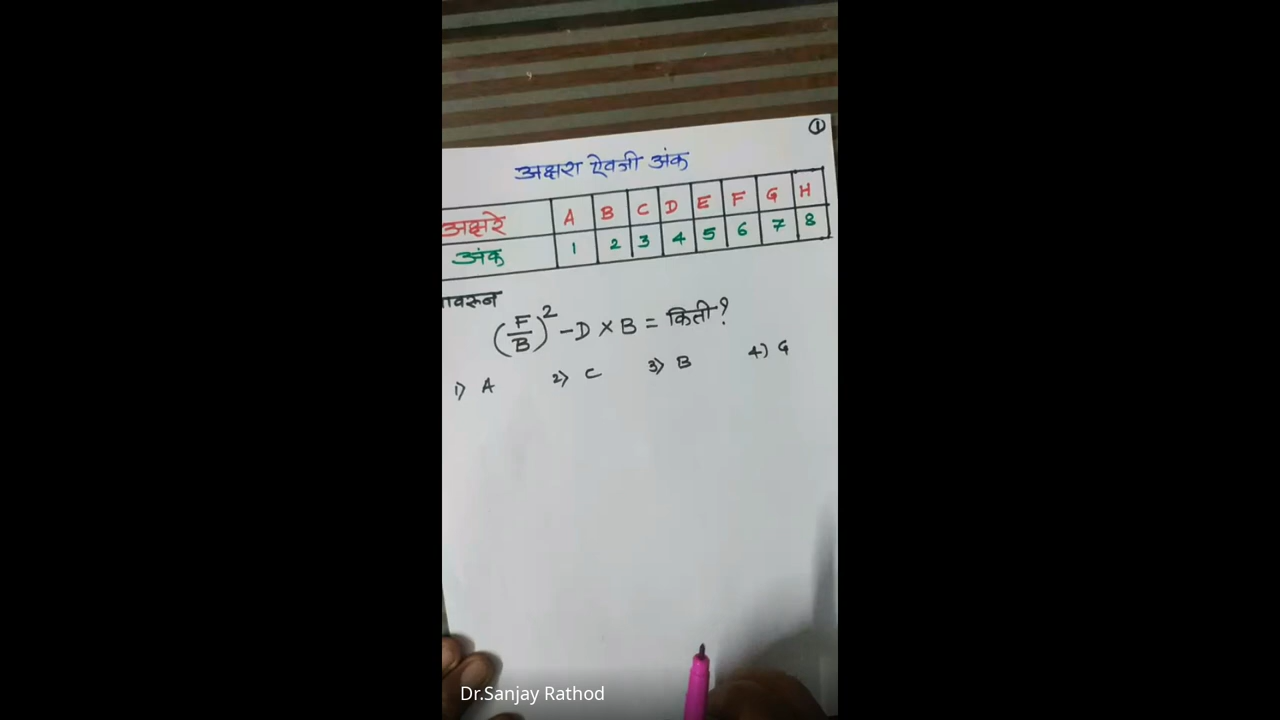 ①
अक्षरा ऐवजी अंक
अक्षरे A B C D E F G H
अंक 1 2 3 4 5 6 7 8
(F/B)² - D × B = किती?
1) A 2) C 3) B 4) G
Dr.Sanjay Rathod